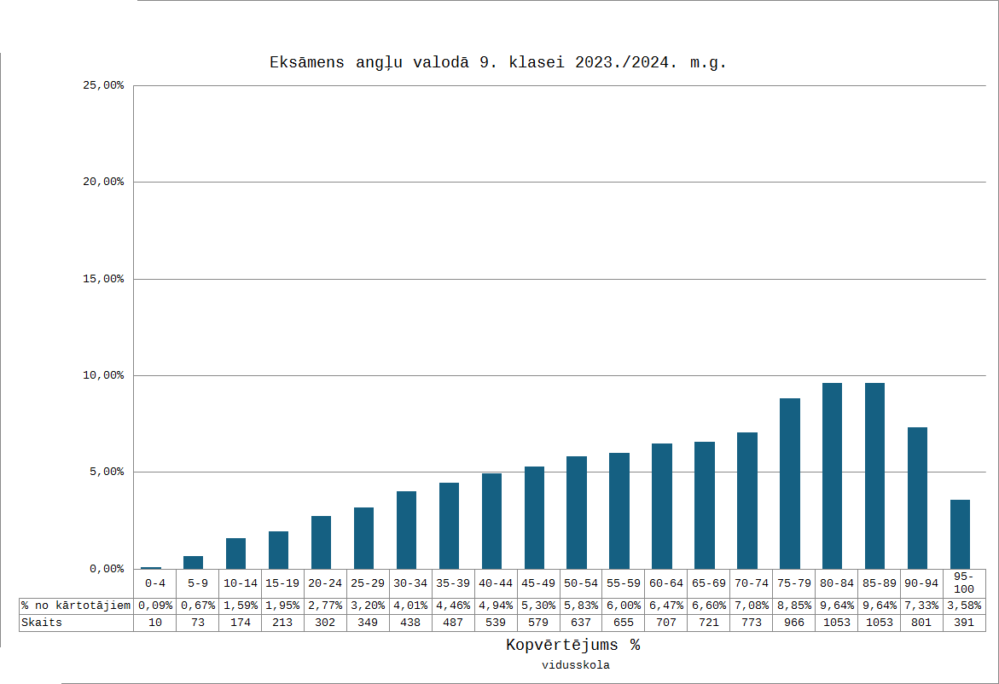 Eksāmens angļu valodā 9. klasei 2023./2024. m.g.
25,00%
20,00%
15,00%
10,00%
5,00%
0,00%
0-4 5-9 10-14 15-19 20-24 25-29 30-34 35-39 40-44 45-49 50-54 55-59 60-64 65-69 70-74 75-79 80-84 85-89 90-94 95-100
% no kārtotājiem 0,09% 0,67% 1,59% 1,95% 2,77% 3,20% 4,01% 4,46% 4,94% 5,30% 5,83% 6,00% 6,47% 6,60% 7,08% 8,85% 9,64% 9,64% 7,33% 3,58%
Skaits 10 73 174 213 302 349 438 487 539 579 637 655 707 721 773 966 1053 1053 801 391
Kopvērtējums %
vidusskola